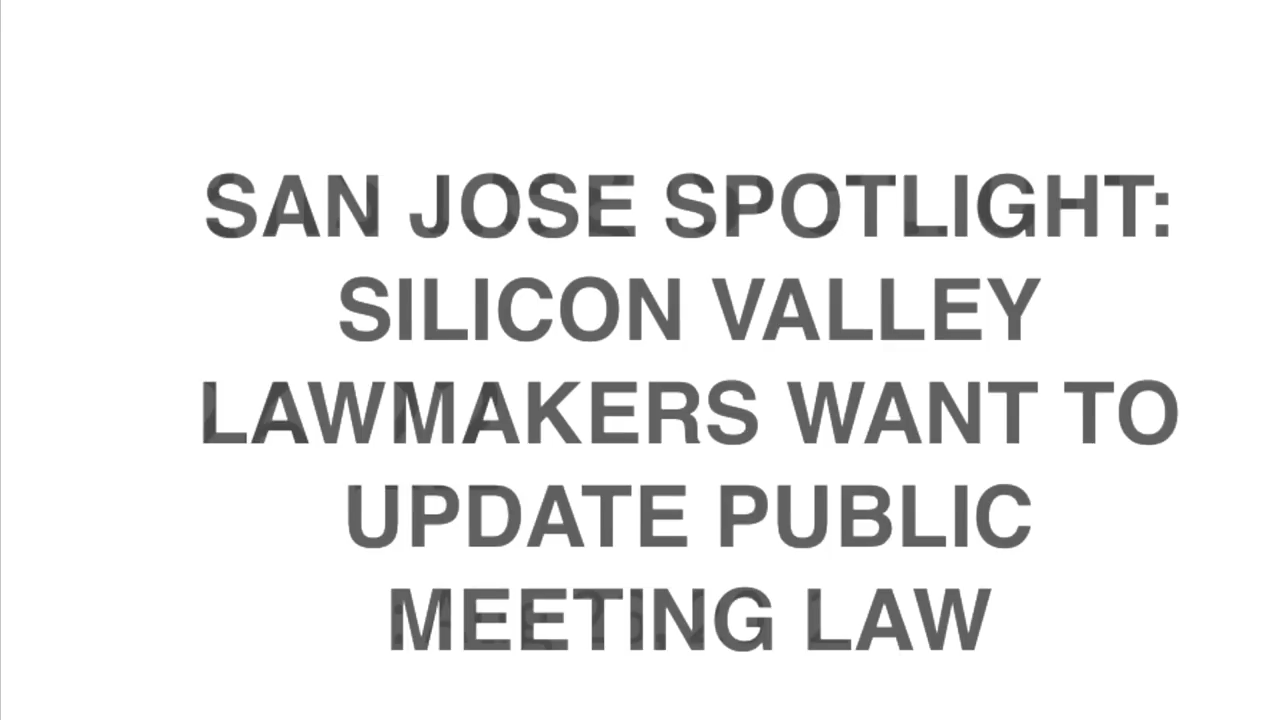 SAN JOSE SPOTLIGHT:
SILICON VALLEY
LAWMAKERS WANT TO
UPDATE PUBLIC
MEETING LAW